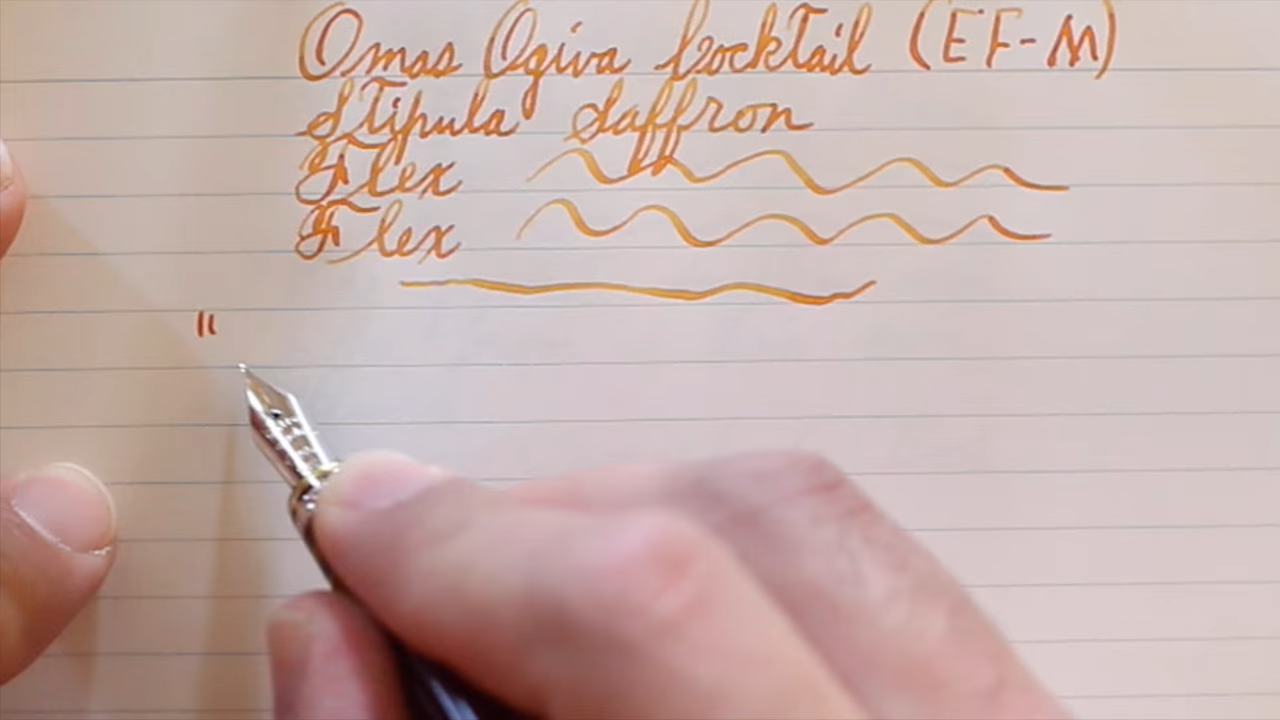 Omas Ogiva Cocktail (EF-M)
Stipula Saffron
Flex
Flex
"